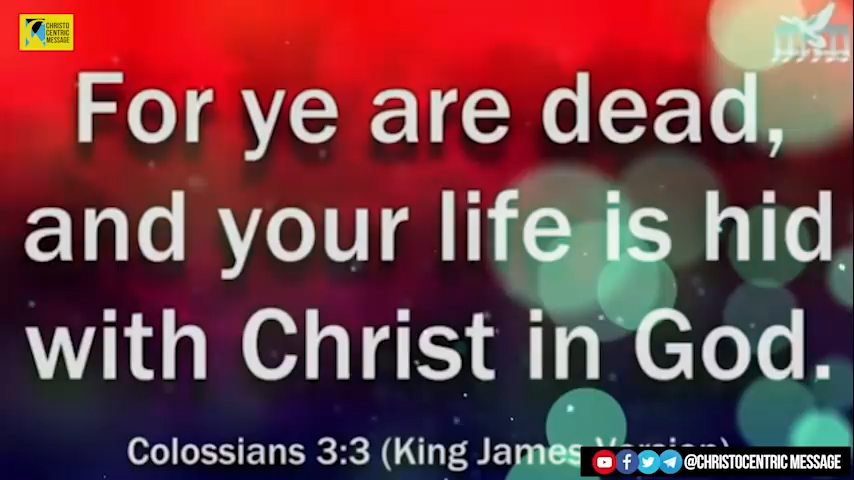 CHRISTO
CENTRIC
MESSAGE
For ye are dead,
and your life is hid
with Christ in God.
Colossians 3:3 (King James
@CHRISTOCENTRIC MESSAGE